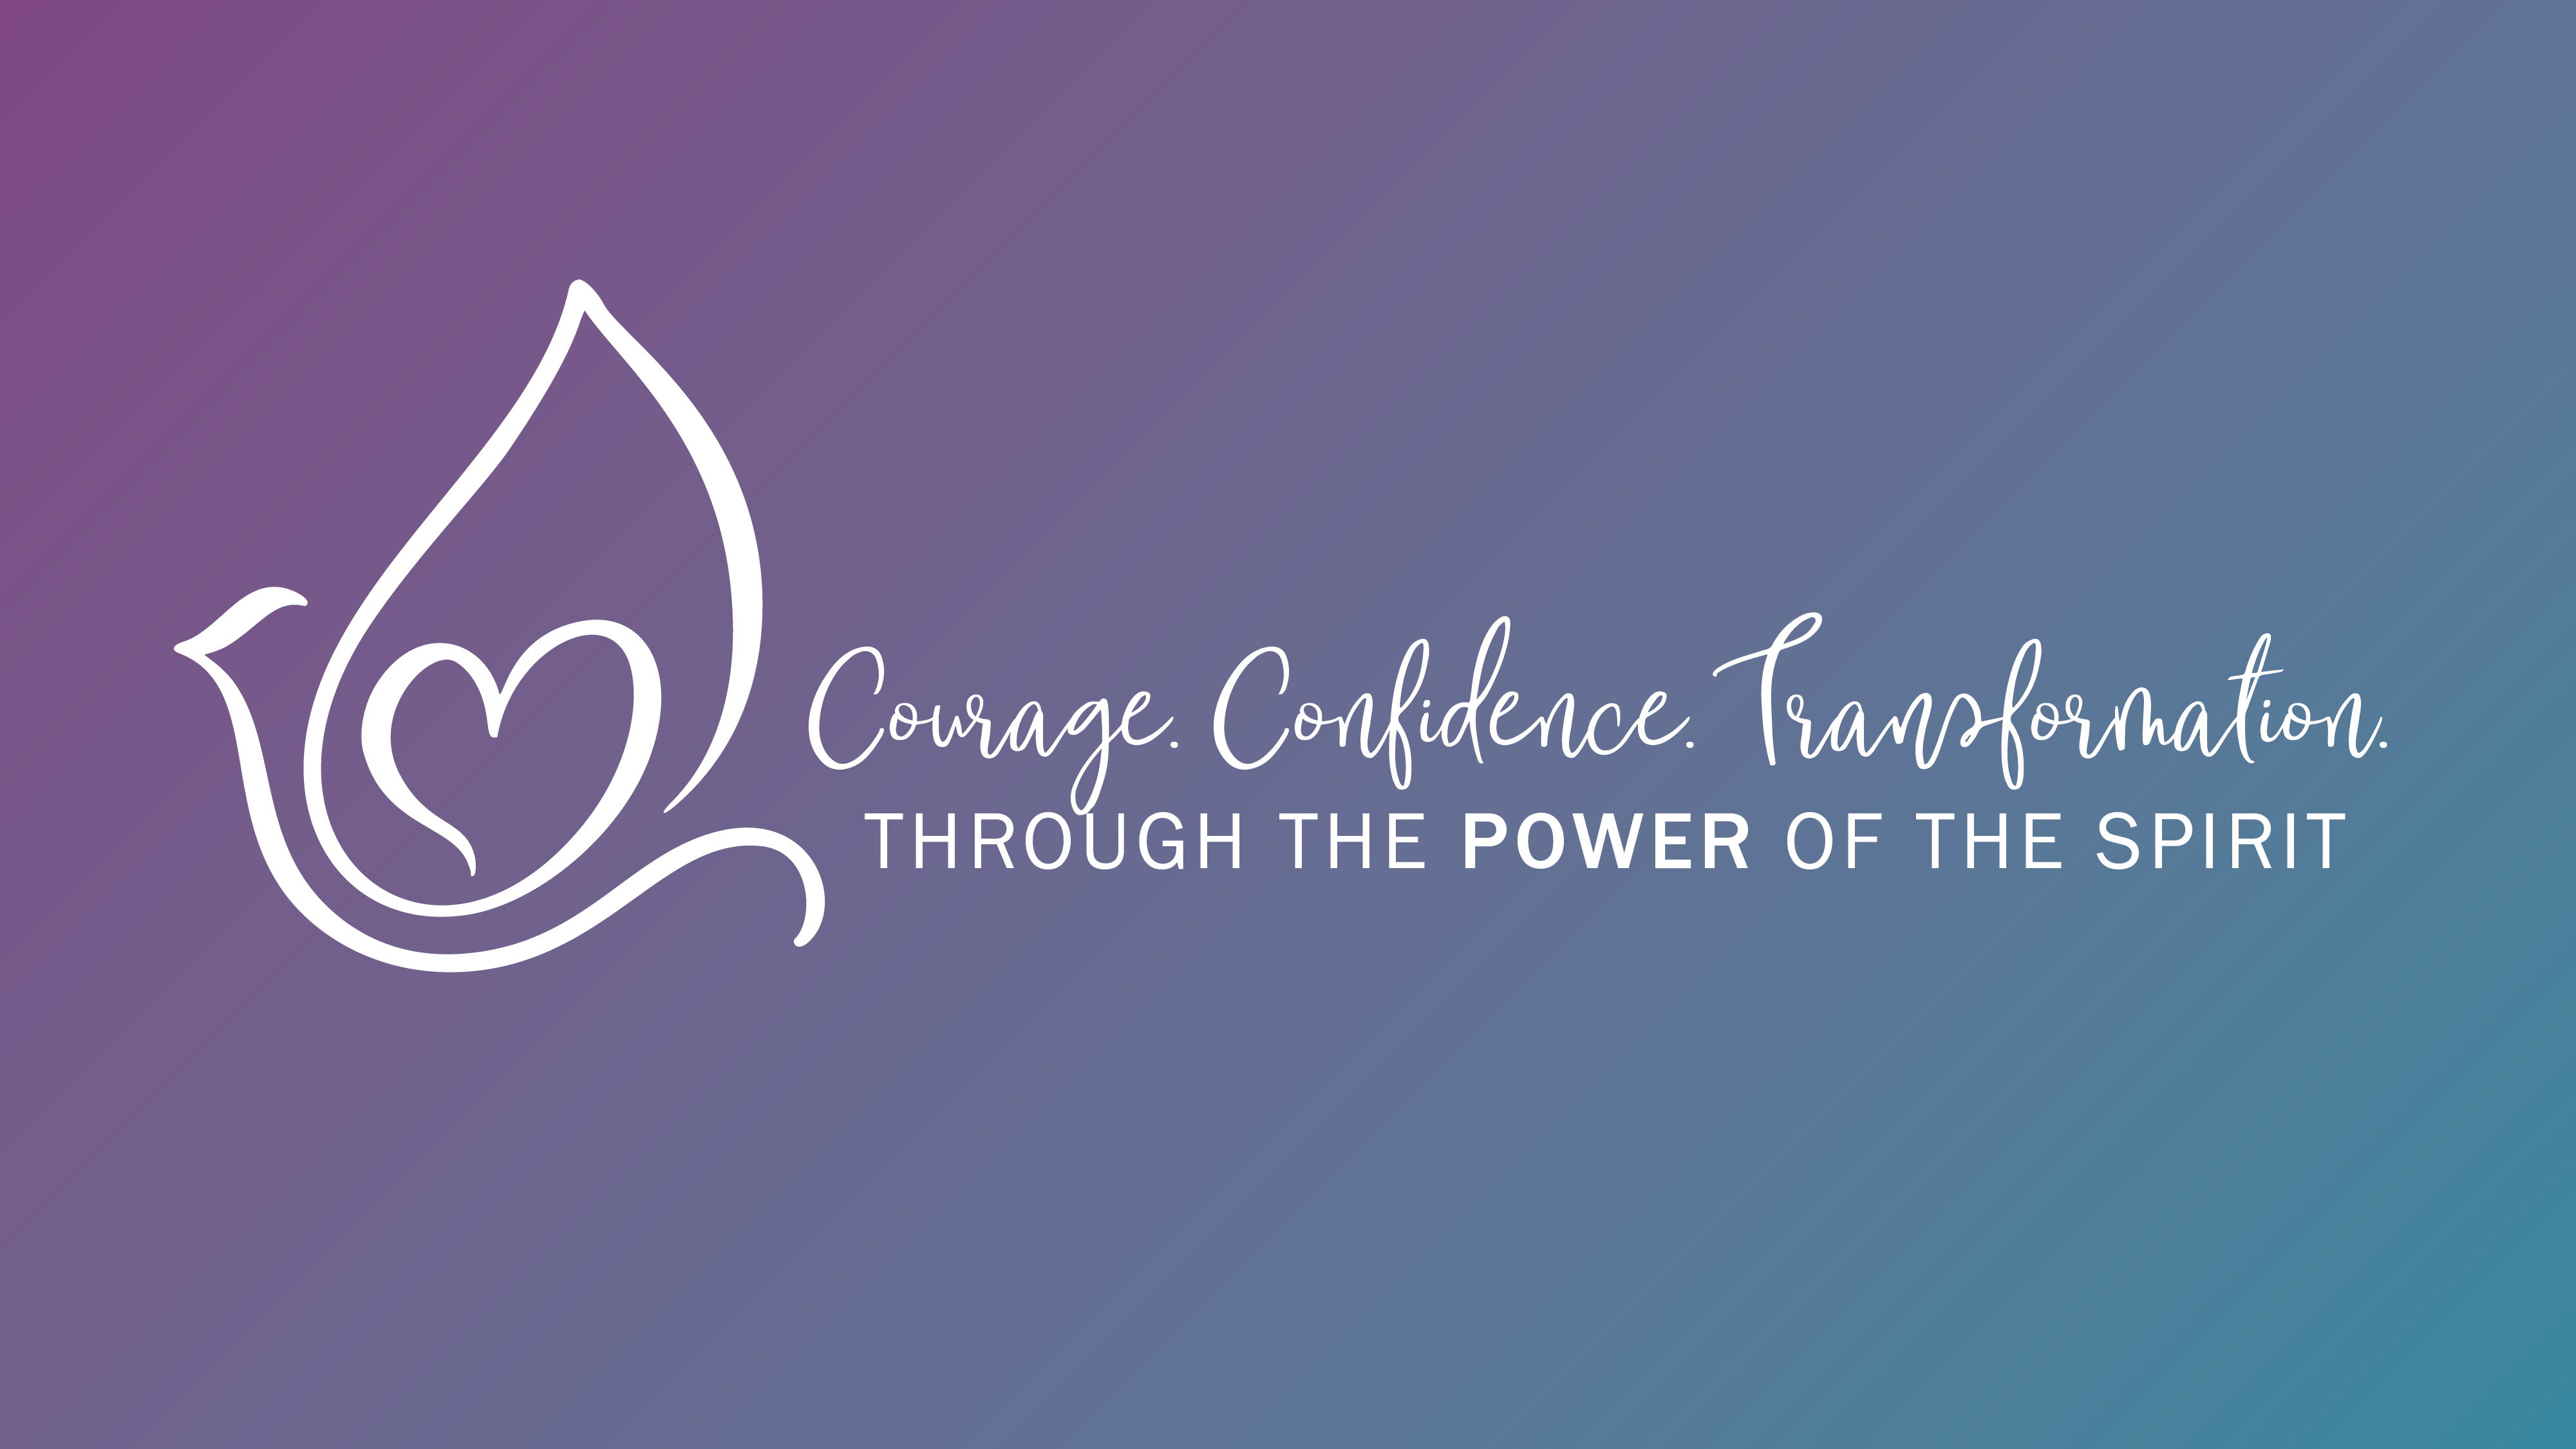 Courage. Confidence. Transformation.
THROUGH THE POWER OF THE SPIRIT